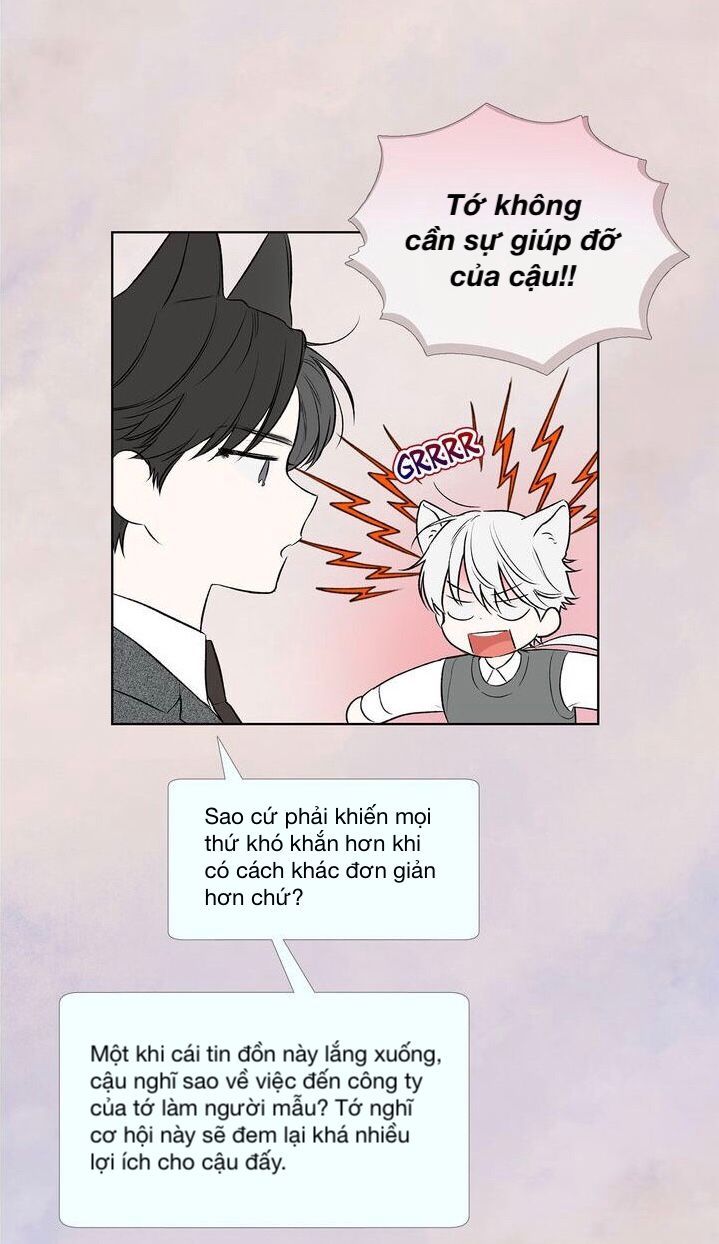 Tớ không
cần sự giúp đỡ
của cậu!!
GRRRR
Sao cứ phải khiến mọi
thứ khó khăn hơn khi
có cách khác đơn giản
hơn chứ?
Một khi cái tin đồn này lắng xuống,
cậu nghĩ sao về việc đến công ty
của tớ làm người mẫu? Tớ nghĩ
cơ hội này sẽ đem lại khá nhiều
lợi ích cho cậu đấy.